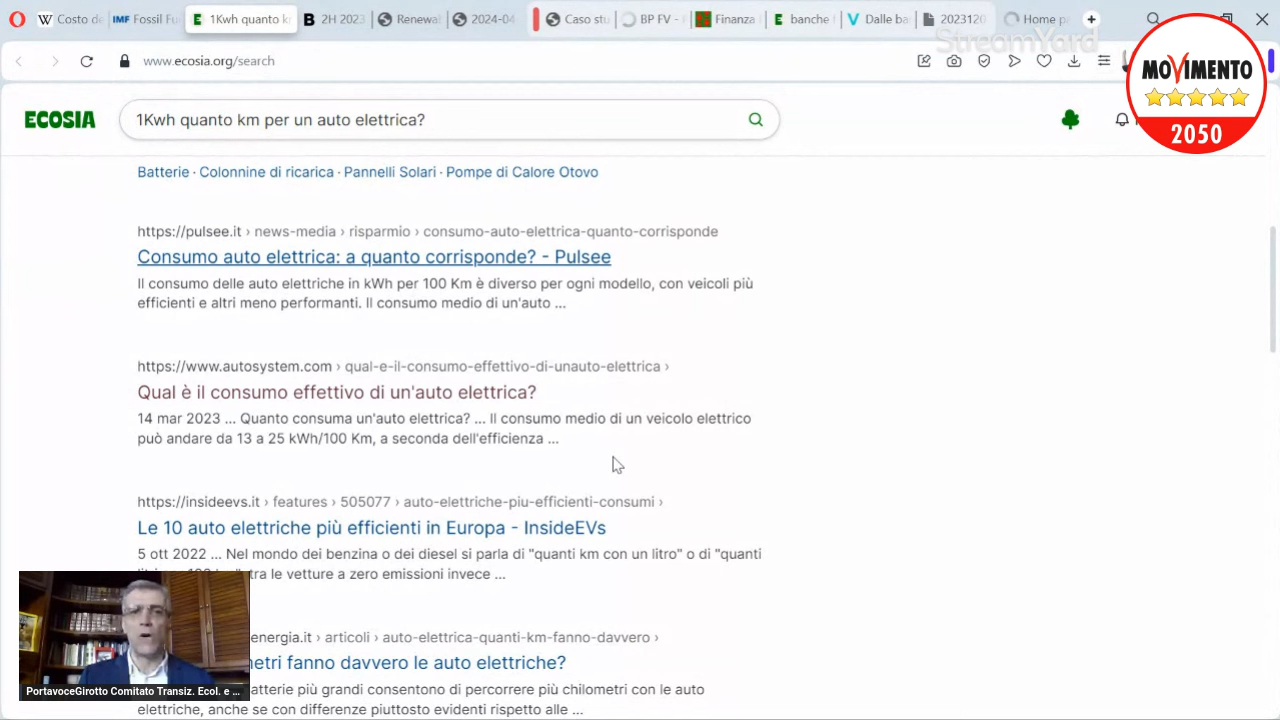 Costo de
IMF Fossil Fu
1Kwh quanto k
2H 2023
Renewa
2024-04
Caso stu
BP FV -
Finanza
banche
Dalle ba
2023120
Home p
StreamYard
www.ecosia.org/search
MOVIMENTO
2050
ECOSIA
1Kwh quanto km per un auto elettrica?
Batterie · Colonnine di ricarica · Pannelli Solari · Pompe di Calore Otovo
https://pulsee.it › news-media › risparmio › consumo-auto-elettrica-quanto-corrisponde
Consumo auto elettrica: a quanto corrisponde? - Pulsee
Il consumo delle auto elettriche in kWh per 100 Km è diverso per ogni modello, con veicoli più
efficienti e altri meno performanti. Il consumo medio di un'auto ...
https://www.autosystem.com › qual-e-il-consumo-effettivo-di-unauto-elettrica ›
Qual è il consumo effettivo di un'auto elettrica?
14 mar 2023 ... Quanto consuma un'auto elettrica? ... Il consumo medio di un veicolo elettrico
può andare da 13 a 25 kWh/100 Km, a seconda dell'efficienza ...
https://insideevs.it › features › 505077 › auto-elettriche-piu-efficienti-consumi ›
Le 10 auto elettriche più efficienti in Europa - InsideEVs
5 ott 2022 ... Nel mondo dei benzina o dei diesel si parla di "quanti km con un litro" o di "quanti
tra le vetture a zero emissioni invece ...
energia.it › articoli › auto-elettrica-quanti-km-fanno-davvero ›
metri fanno davvero le auto elettriche?
atterie più grandi consentono di percorrere più chilometri con le auto
elettriche, anche se con differenze piuttosto evidenti rispetto alle ...
PortavoceGirotto Comitato Transiz. Ecol. e ...